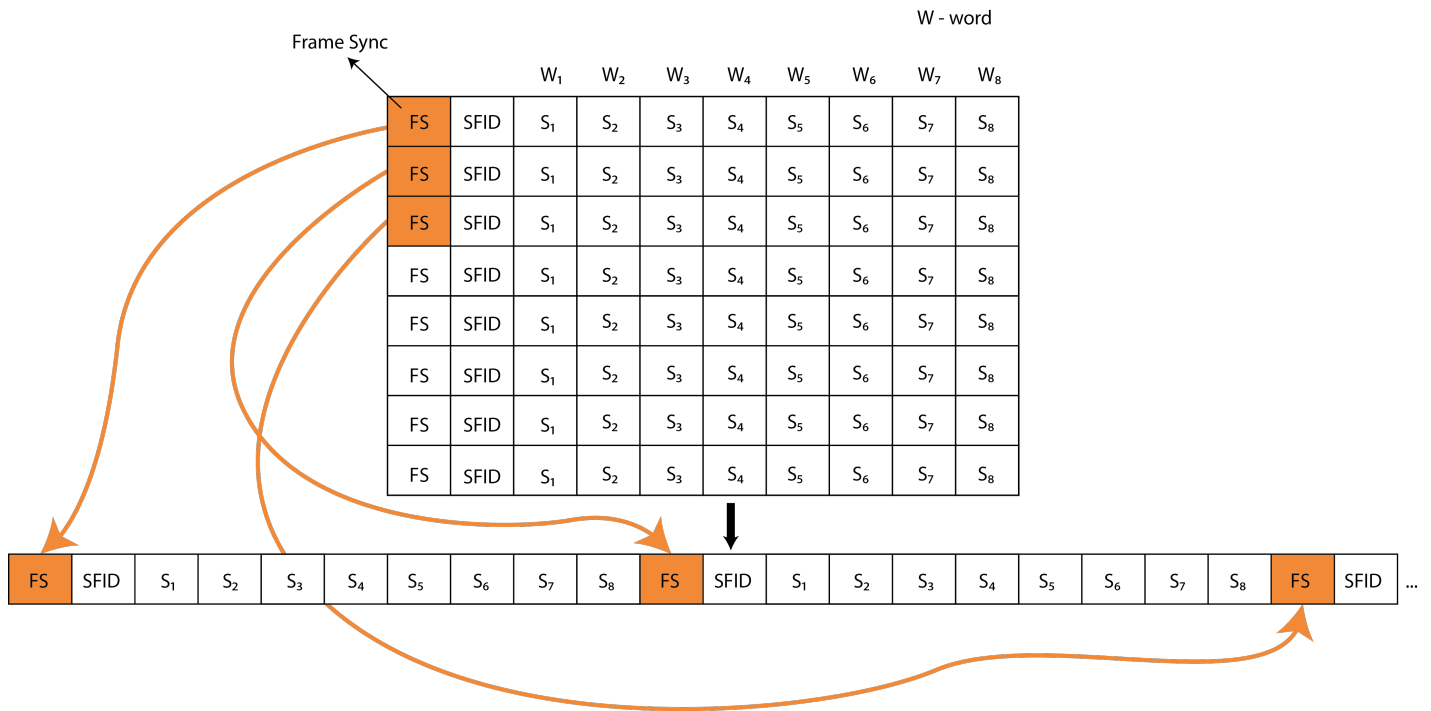 W - word
Frame Sync
W₁ W₂ W₃ W₄ W₅ W₆ W₇ W₈
FS SFID S₁ S₂ S₃ S₄ S₅ S₆ S₇ S₈
FS SFID S₁ S₂ S₃ S₄ S₅ S₆ S₇ S₈
FS SFID S₁ S₂ S₃ S₄ S₅ S₆ S₇ S₈
FS SFID S₁ S₂ S₃ S₄ S₅ S₆ S₇ S₈
FS SFID S₁ S₂ S₃ S₄ S₅ S₆ S₇ S₈
FS SFID S₁ S₂ S₃ S₄ S₅ S₆ S₇ S₈
FS SFID S₁ S₂ S₃ S₄ S₅ S₆ S₇ S₈
FS SFID S₁ S₂ S₃ S₄ S₅ S₆ S₇ S₈
FS SFID S₁ S₂ S₃ S₄ S₅ S₆ S₇ S₈ FS SFID S₁ S₂ S₃ S₄ S₅ S₆ S₇ S₈ FS SFID ...